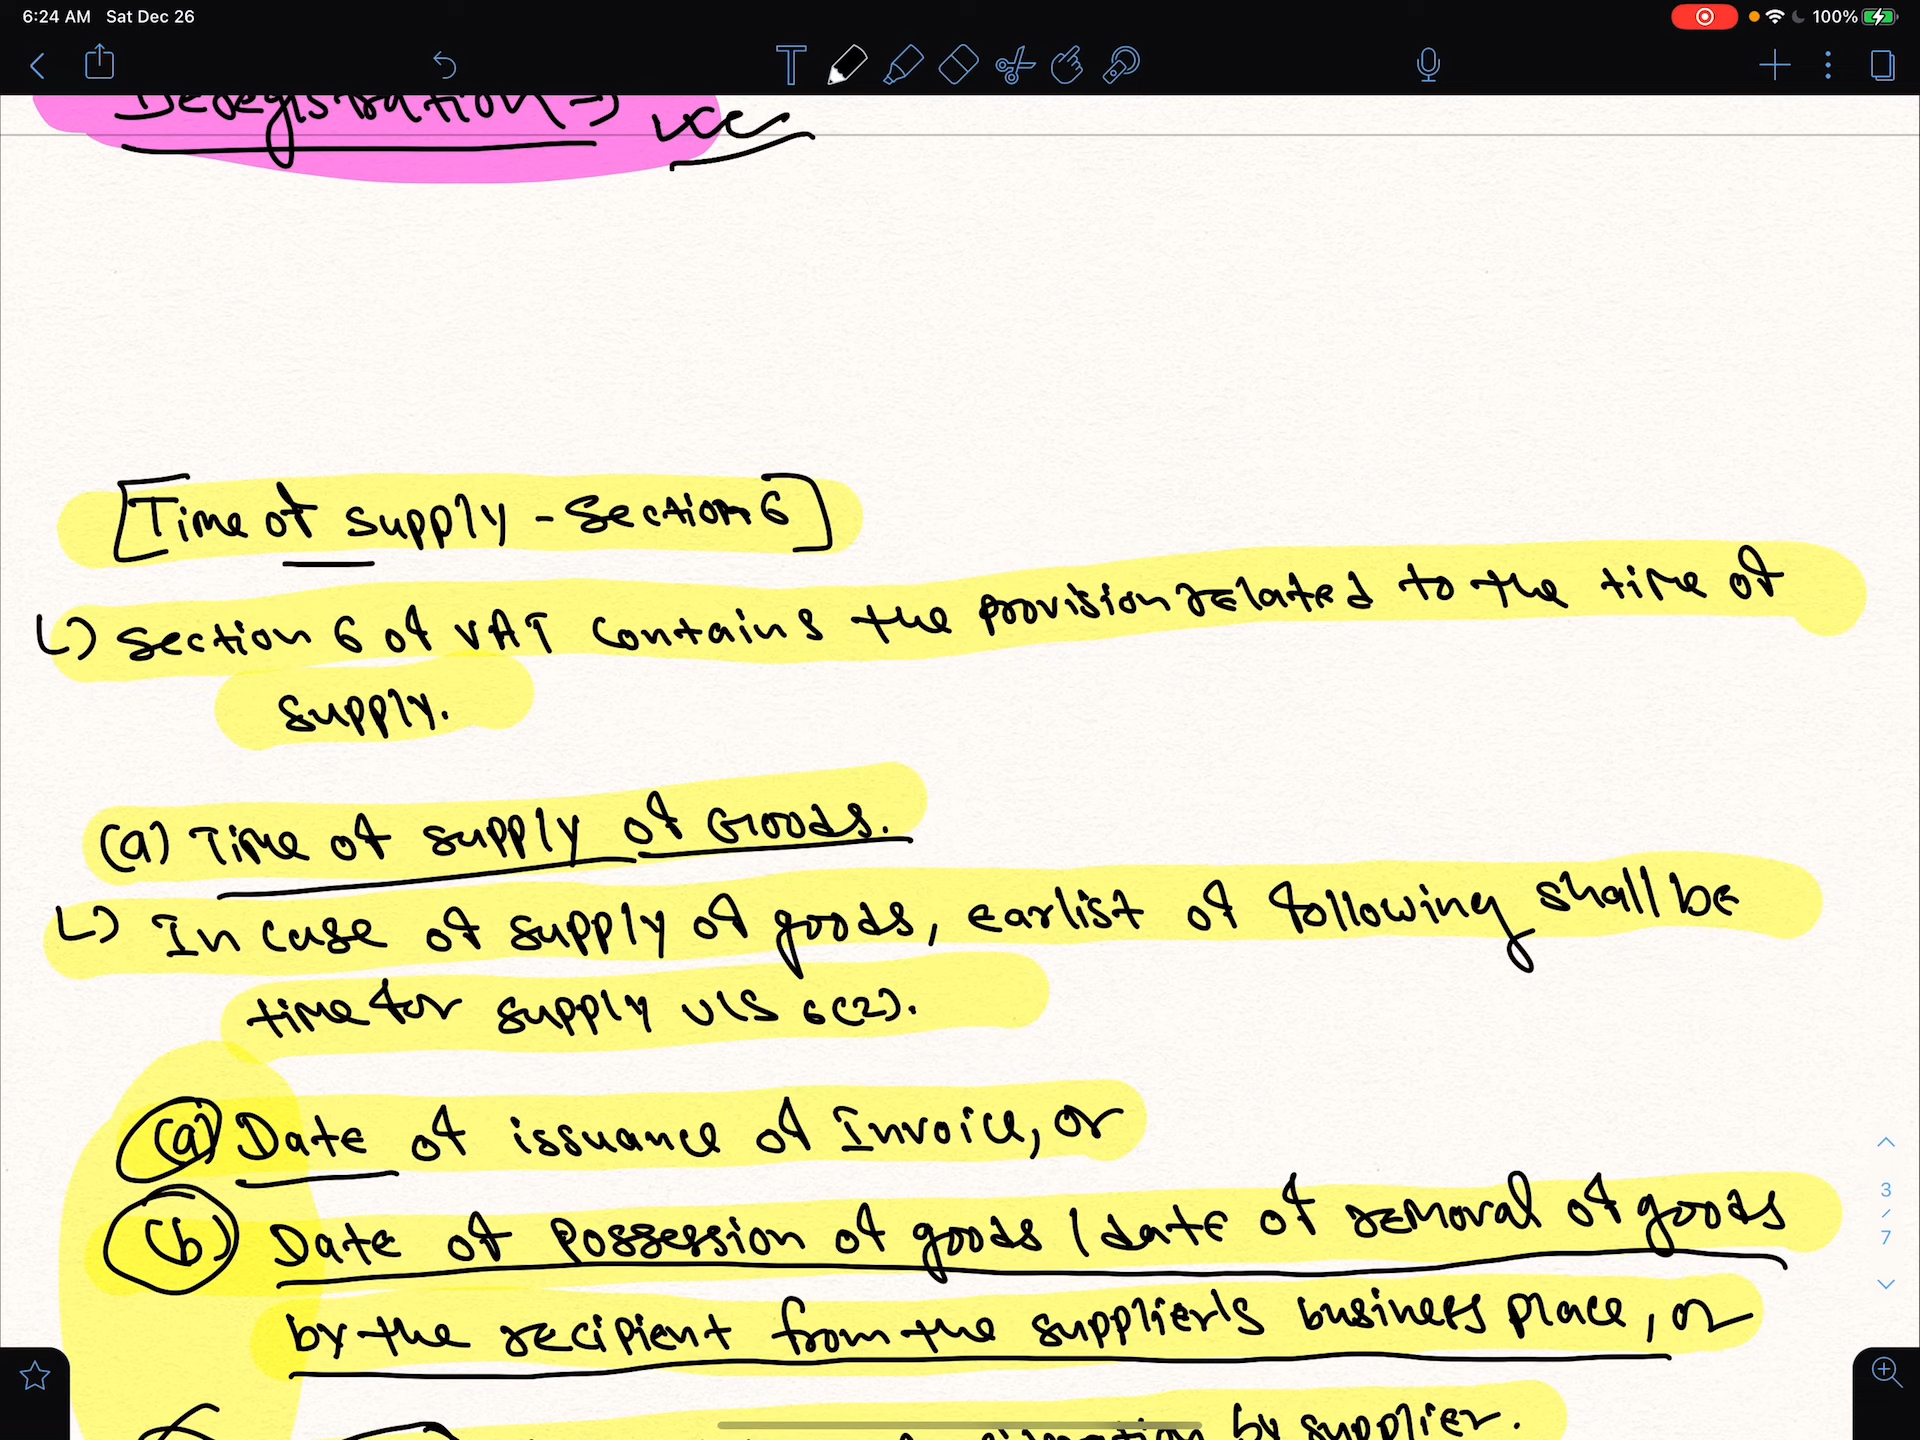 6:24 AM Sat Dec 26
100%
Deregistration
[Time of supply - Section 6]
Section 6 of VAT contains the provision related to the time of
supply.
(a) Time of supply of Goods.
In case of supply of goods, earlist of following shall be
time for supply U/S 6(2).
(a) Date of issuance of Invoice, or
(b) Date of Possession of goods / date of removal of goods
by the recipient from the supplier's business place, or
by supplier.
3
/
7